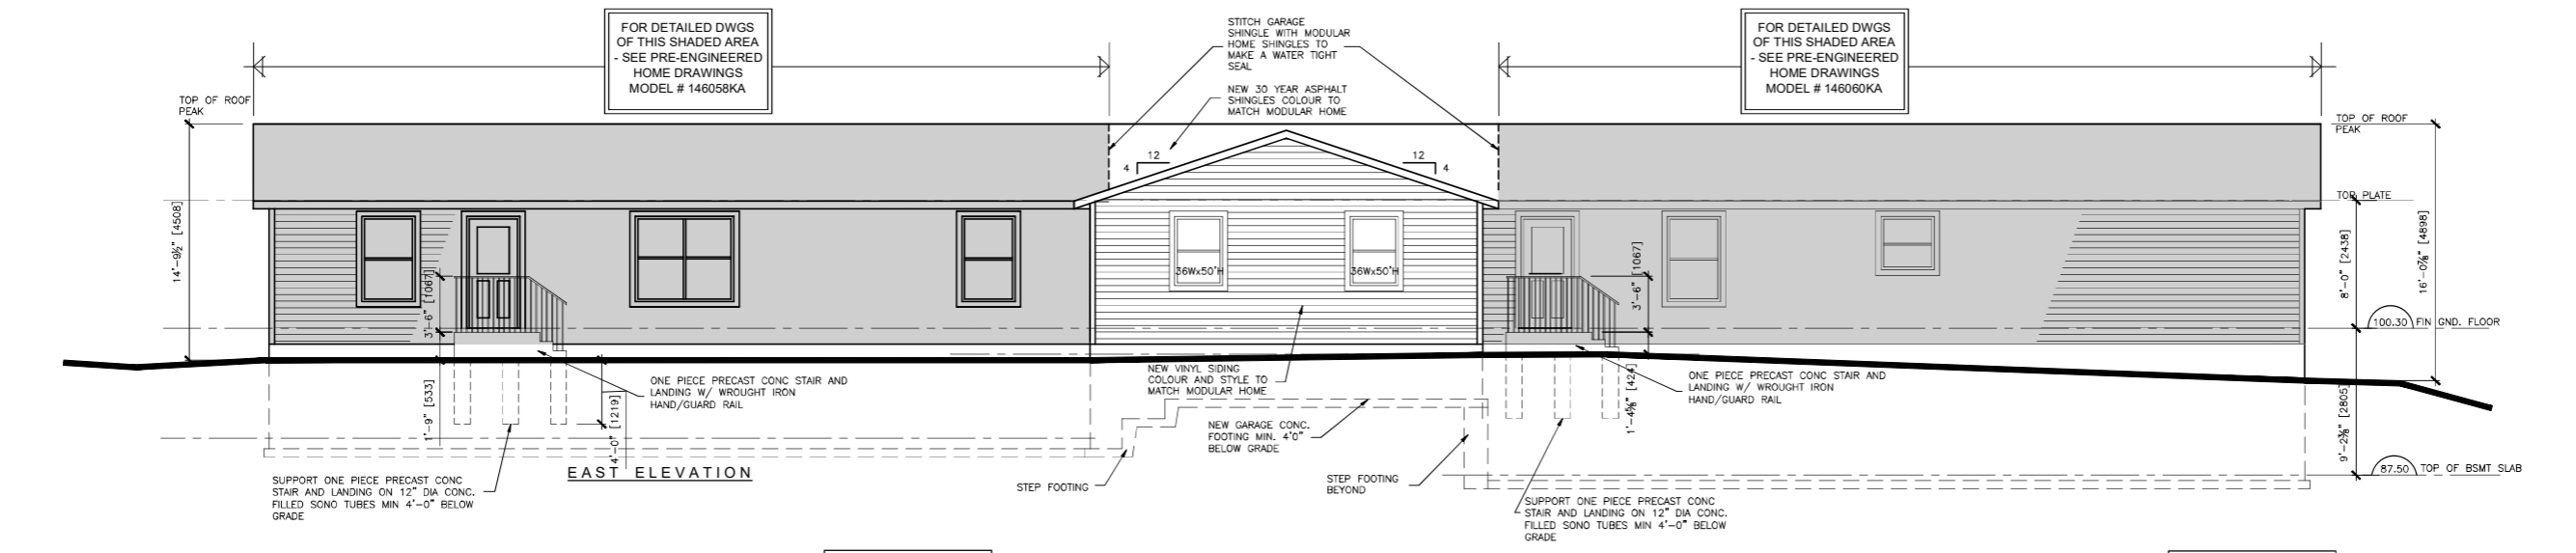 FOR DETAILED DWGS
OF THIS SHADED AREA
- SEE PRE-ENGINEERED
HOME DRAWINGS
MODEL # 146058KA
STITCH GARAGE
SHINGLE WITH MODULAR
HOME SHINGLES TO
MAKE A WATER TIGHT
SEAL
NEW 30 YEAR ASPHALT
SHINGLES COLOUR TO
MATCH MODULAR HOME
FOR DETAILED DWGS
OF THIS SHADED AREA
- SEE PRE-ENGINEERED
HOME DRAWINGS
MODEL # 146060KA
TOP OF ROOF
PEAK
TOP OF ROOF
PEAK
12
4
12
4
TOP PLATE
14'-9½" [4508]
3'-6" [1067]
36Wx50"H
36Wx50"H
3'-6" [1067]
8'-0" [2438]
16'-0⅞" [4898]
100.30 FIN GND. FLOOR
1'-9" [533]
4'-0" [1219]
ONE PIECE PRECAST CONC STAIR AND
LANDING W/ WROUGHT IRON
HAND/GUARD RAIL
NEW VINYL SIDING
COLOUR AND STYLE TO
MATCH MODULAR HOME
ONE PIECE PRECAST CONC STAIR AND
LANDING W/ WROUGHT IRON
HAND/GUARD RAIL
[424]
[2805]
NEW GARAGE CONC.
FOOTING MIN. 4'0"
BELOW GRADE
EAST ELEVATION
87.50 TOP OF BSMT SLAB
SUPPORT ONE PIECE PRECAST CONC
STAIR AND LANDING ON 12" DIA CONC.
FILLED SONO TUBES MIN 4'-0" BELOW
GRADE
STEP FOOTING
STEP FOOTING
BEYOND
SUPPORT ONE PIECE PRECAST CONC
STAIR AND LANDING ON 12" DIA CONC.
FILLED SONO TUBES MIN 4'-0" BELOW
GRADE